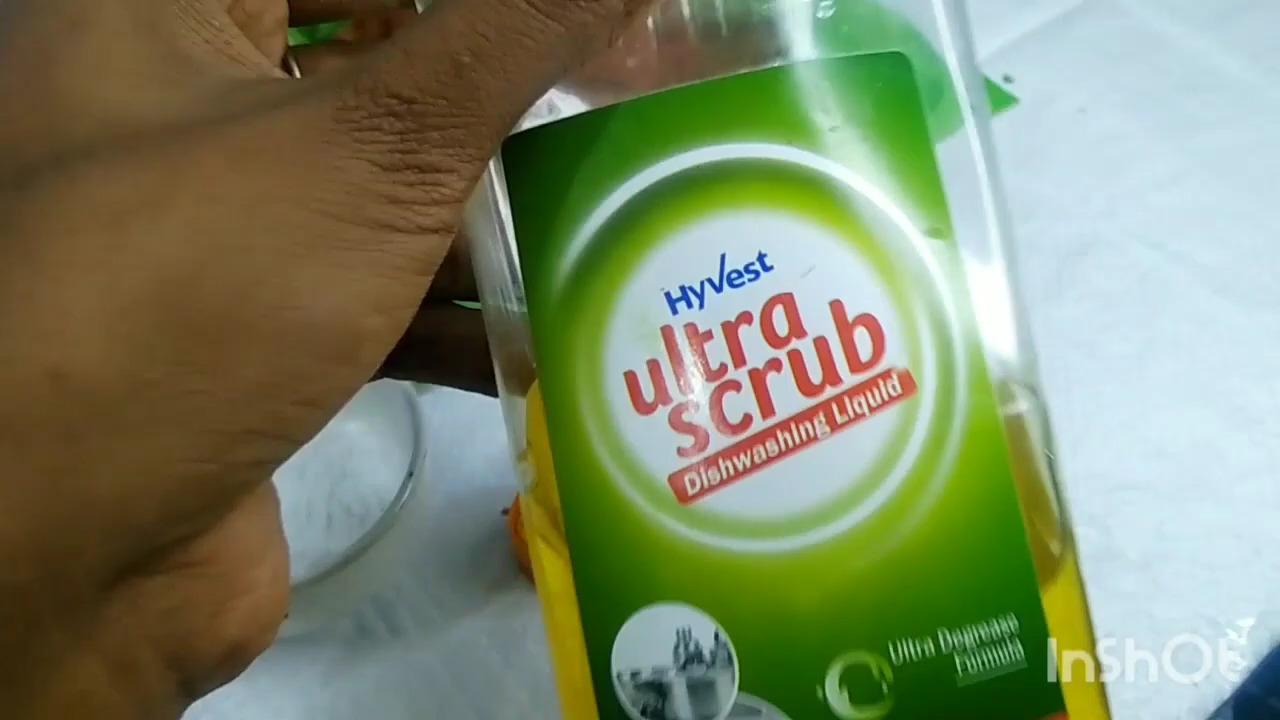 HyVest
ultra
scrub
Dishwashing Liquid
Ultra Degrease
Formula
InShOt